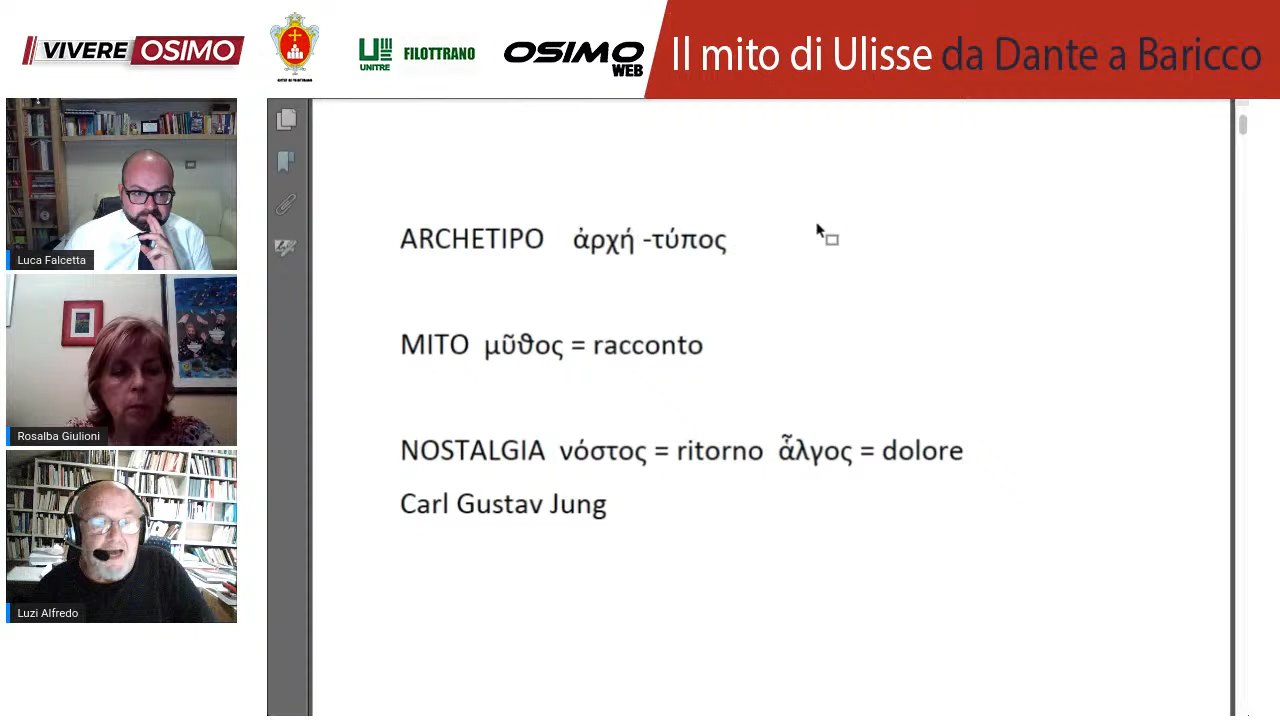 VIVERE OSIMO
UNITRE
FILOTTRANO
OSIMO
WEB
Il mito di Ulisse da Dante a Baricco
Luca Falcetta
Rosalba Giulioni
Luzi Alfredo
ARCHETIPO ἀρχή -τύπος
MITO μῦθος = racconto
NOSTALGIA νόστος = ritorno ἆλγος = dolore
Carl Gustav Jung